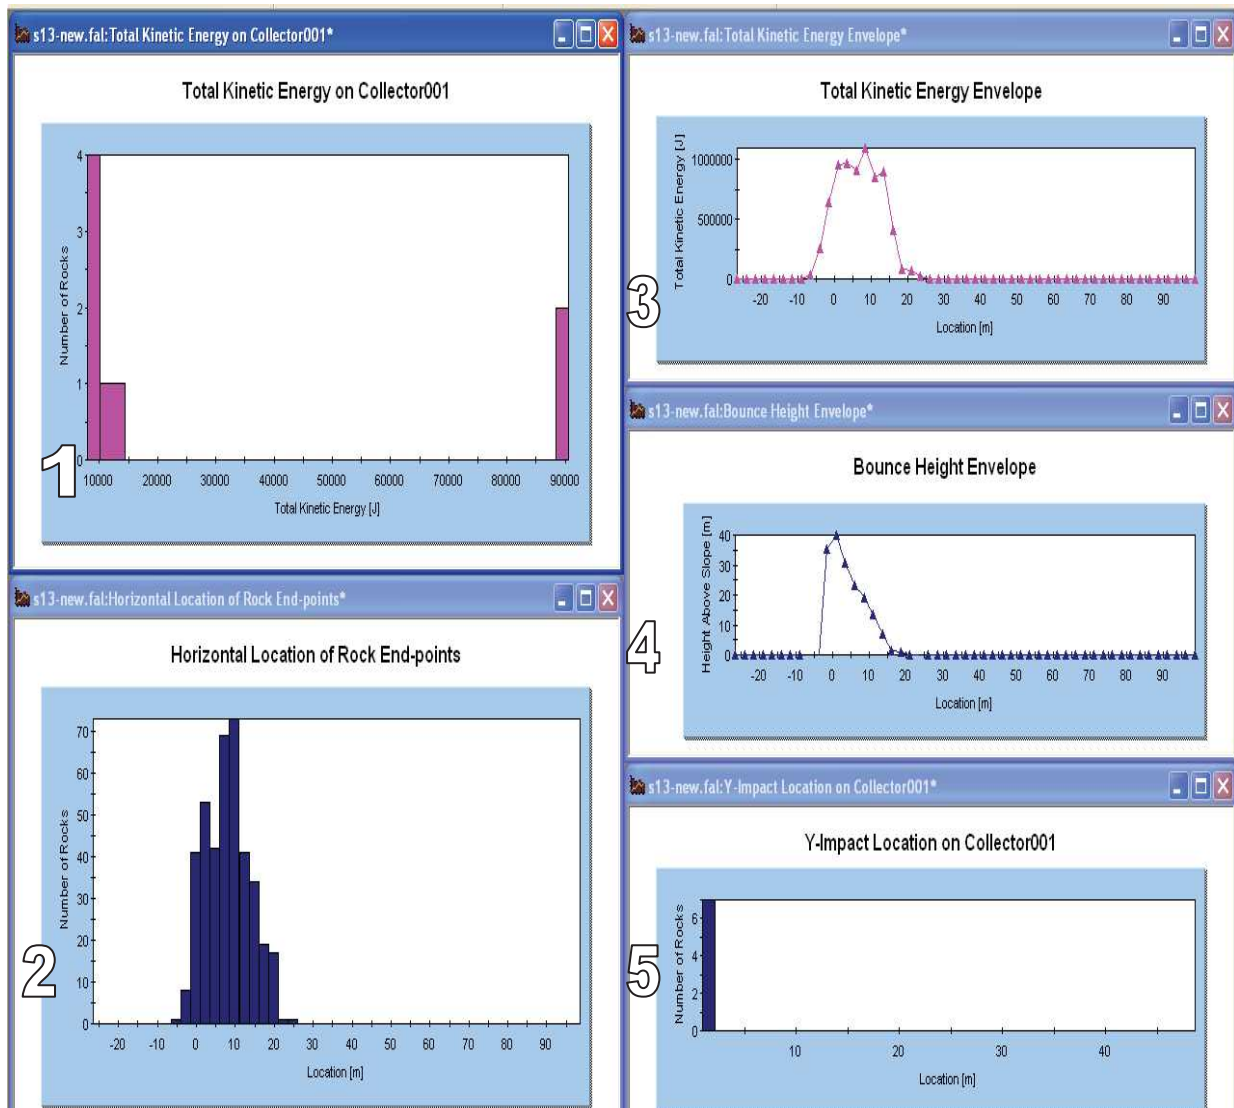 s13-new.fal:Total Kinetic Energy on Collector001*
Total Kinetic Energy on Collector001
Number of Rocks
4
3
2
1
0
10000 20000 30000 40000 50000 60000 70000 80000 90000
Total Kinetic Energy [J]
1
s13-new.fal:Horizontal Location of Rock End-points*
Horizontal Location of Rock End-points
Number of Rocks
70
60
50
40
30
20
10
0
-20 -10 0 10 20 30 40 50 60 70 80 90
Location [m]
2
s13-new.fal:Total Kinetic Energy Envelope*
Total Kinetic Energy Envelope
Total Kinetic Energy [J]
1000000
500000
0
-20 -10 0 10 20 30 40 50 60 70 80 90
Location [m]
3
s13-new.fal:Bounce Height Envelope*
Bounce Height Envelope
Height Above Slope [m]
40
30
20
10
0
-20 -10 0 10 20 30 40 50 60 70 80 90
Location [m]
4
s13-new.fal:Y-Impact Location on Collector001*
Y-Impact Location on Collector001
Number of Rocks
6
4
2
0
10 20 30 40
Location [m]
5